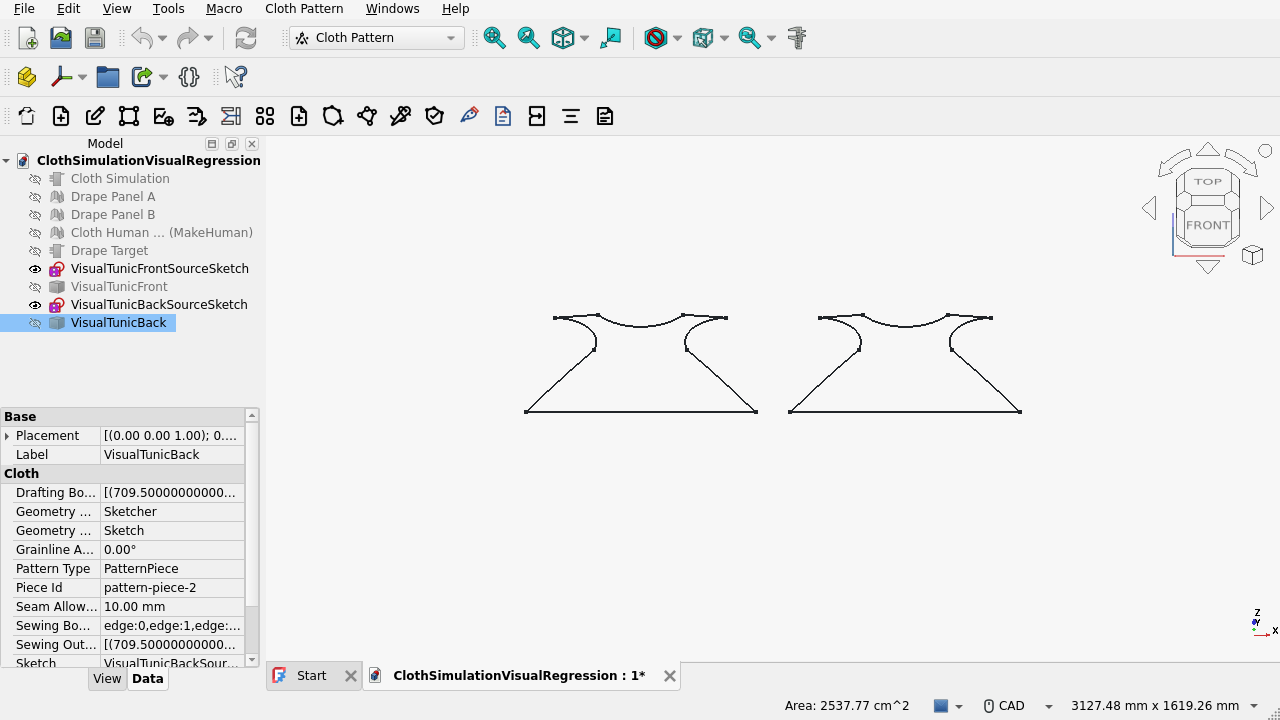 File Edit View Tools Macro Cloth Pattern Windows Help
Cloth Pattern
Model
ClothSimulationVisualRegression
Cloth Simulation
Drape Panel A
Drape Panel B
Cloth Human ... (MakeHuman)
Drape Target
VisualTunicFrontSourceSketch
VisualTunicFront
VisualTunicBackSourceSketch
VisualTunicBack
TOP
FRONT
Base
Placement [(0.00 0.00 1.00); 0....
Label VisualTunicBack
Cloth
Drafting Bo... [(709.50000000000...
Geometry ... Sketcher
Geometry ... Sketch
Grainline A... 0.00°
Pattern Type PatternPiece
Piece Id pattern-piece-2
Seam Allow... 10.00 mm
Sewing Bo... edge:0,edge:1,edge:...
Sewing Out... [(709.50000000000...
Sketch VisualTunicBackSour...
Z
Y
X
View Data
Start
ClothSimulationVisualRegression : 1*
Area: 2537.77 cm^2 CAD 3127.48 mm x 1619.26 mm